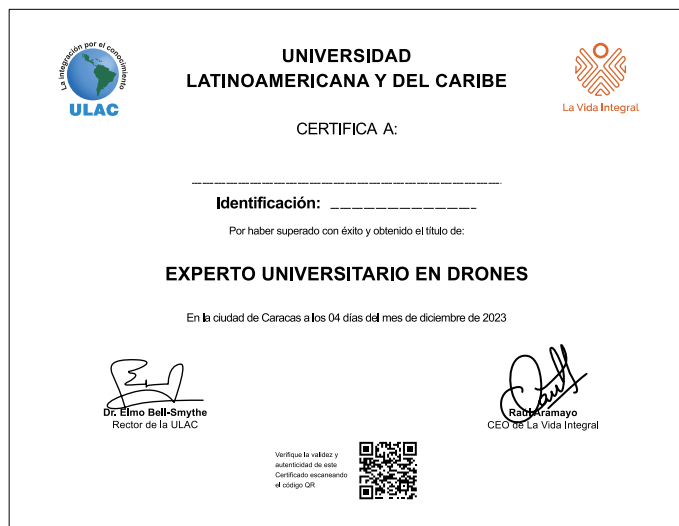 La integración por el conocimiento
ULAC
UNIVERSIDAD
LATINOAMERICANA Y DEL CARIBE
La Vida Integral
CERTIFICA A:
Identificación:
Por haber superado con éxito y obtenido el título de:
EXPERTO UNIVERSITARIO EN DRONES
En la ciudad de Caracas a los 04 días del mes de diciembre de 2023
Dr. Elmo Bell-Smythe
Rector de la ULAC
Raúl Aramayo
CEO de La Vida Integral
Verifique la validez y
autenticidad de este
Certificado escaneando
el código QR